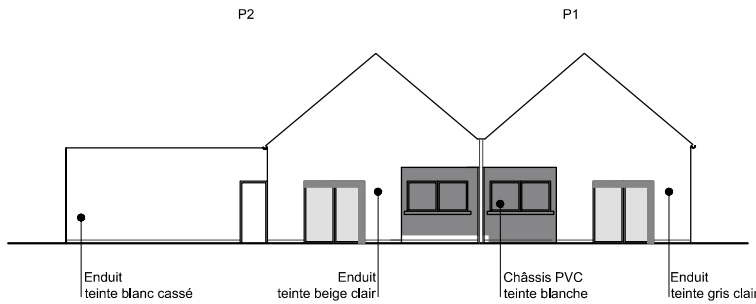 P2
P1
Enduit
teinte blanc cassé
Enduit
teinte beige clair
Châssis PVC
teinte blanche
Enduit
teinte gris clair